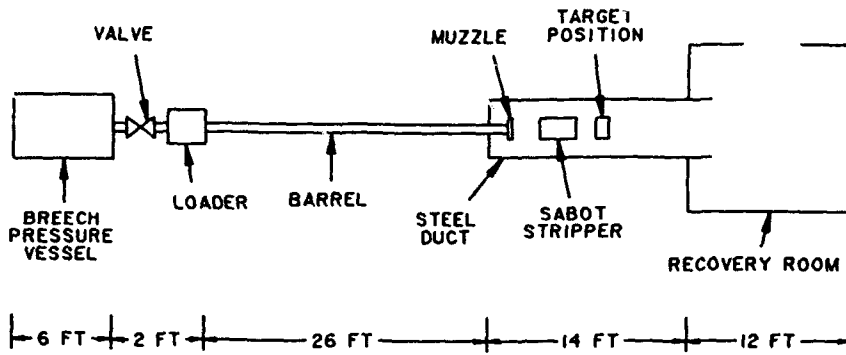 VALVE
MUZZLE
TARGET
POSITION
BREECH
PRESSURE
VESSEL
LOADER
BARREL
STEEL
DUCT
SABOT
STRIPPER
RECOVERY ROOM
6 FT
2 FT
26 FT
14 FT
12 FT